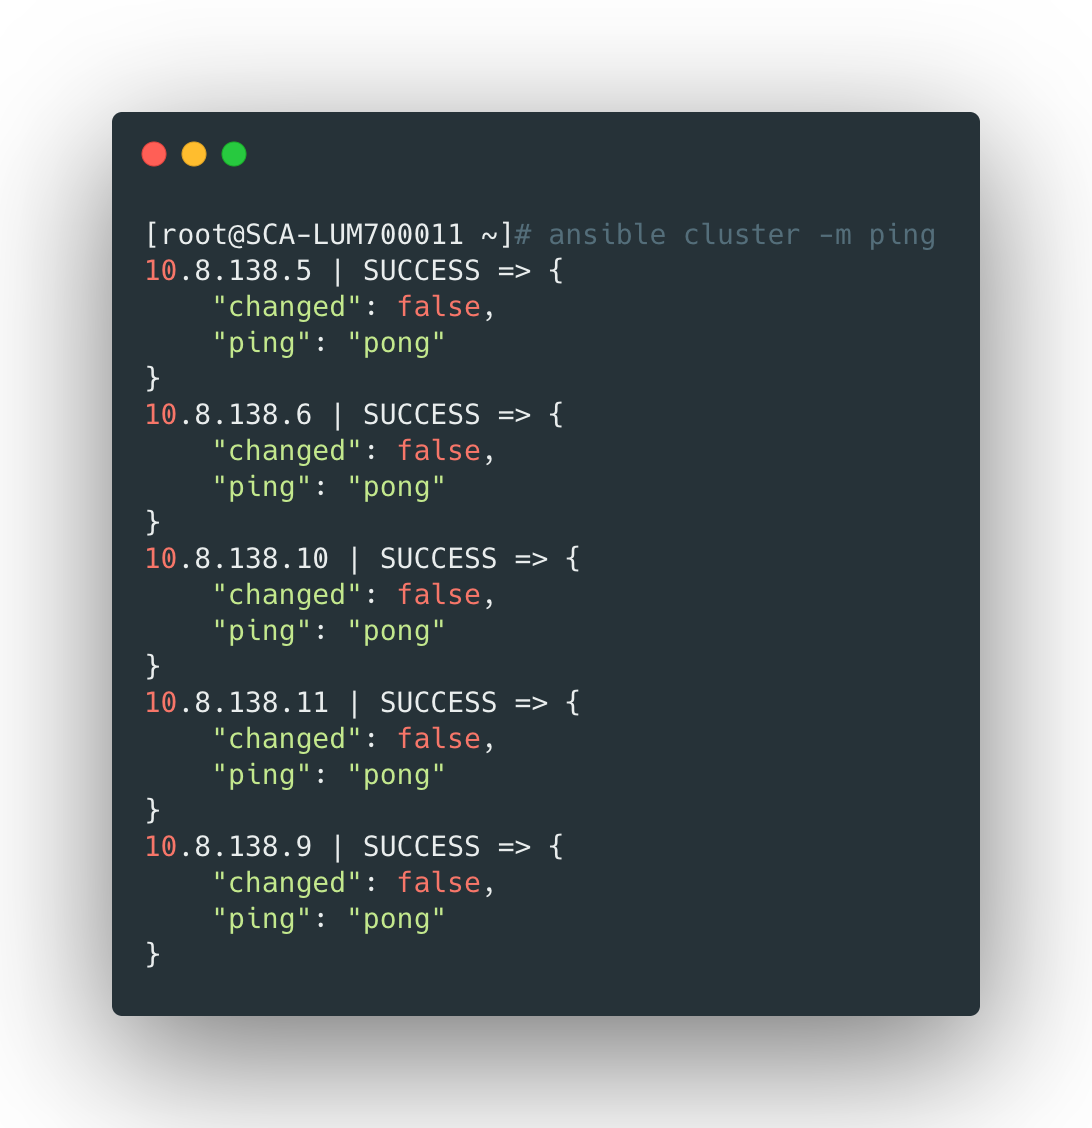 [root@SCA-LUM700011 ~]# ansible cluster -m ping
10.8.138.5 | SUCCESS => {
    "changed": false,
    "ping": "pong"
}
10.8.138.6 | SUCCESS => {
    "changed": false,
    "ping": "pong"
}
10.8.138.10 | SUCCESS => {
    "changed": false,
    "ping": "pong"
}
10.8.138.11 | SUCCESS => {
    "changed": false,
    "ping": "pong"
}
10.8.138.9 | SUCCESS => {
    "changed": false,
    "ping": "pong"
}